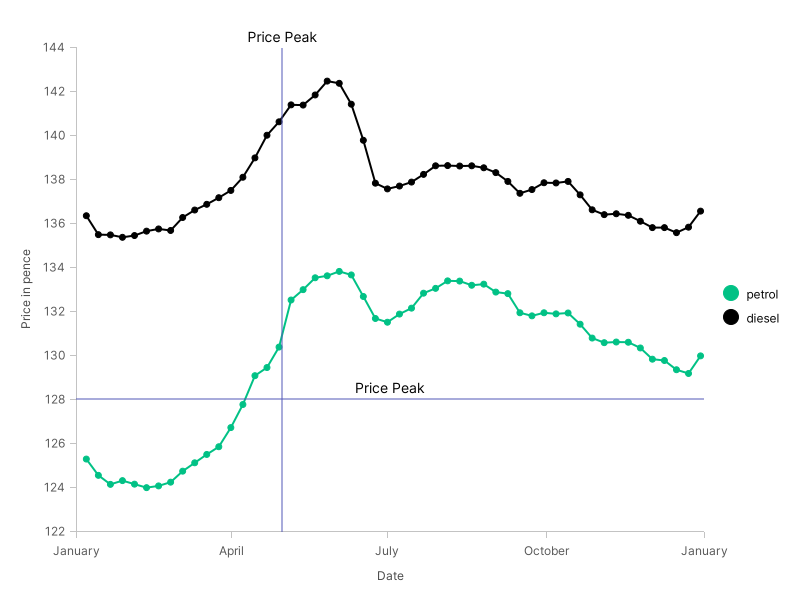 Price Peak
144
142
140
138
136
134
132
130
128
126
124
122
Price in pence
Price Peak
petrol
diesel
January
April
July
October
January
Date